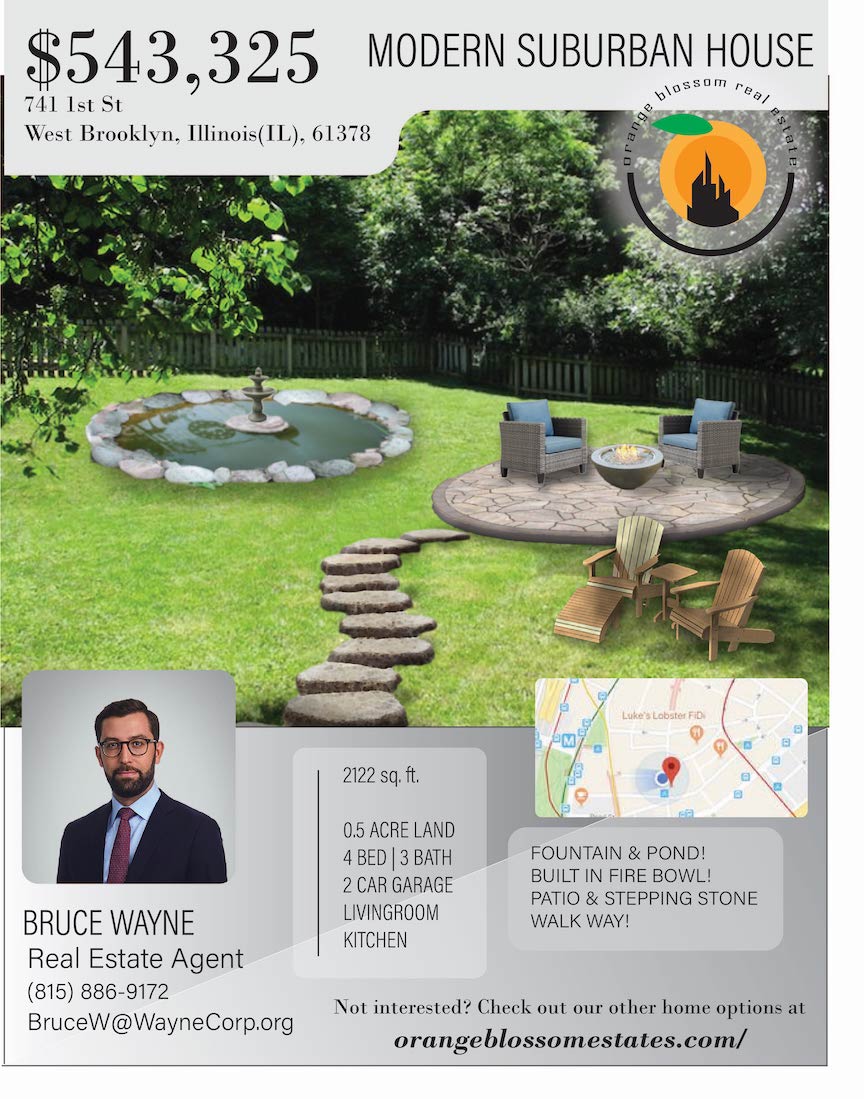 $543,325
741 1st St
West Brooklyn, Illinois(IL), 61378
MODERN SUBURBAN HOUSE
orange blossom real estate
Luke's Lobster FiDi
M
2122 sq. ft.
0.5 ACRE LAND
4 BED | 3 BATH
2 CAR GARAGE
LIVINGROOM
KITCHEN
FOUNTAIN & POND!
BUILT IN FIRE BOWL!
PATIO & STEPPING STONE
WALK WAY!
BRUCE WAYNE
Real Estate Agent
(815) 886-9172
BruceW@WayneCorp.org
Not interested? Check out our other home options at
orangeblossomestates.com/